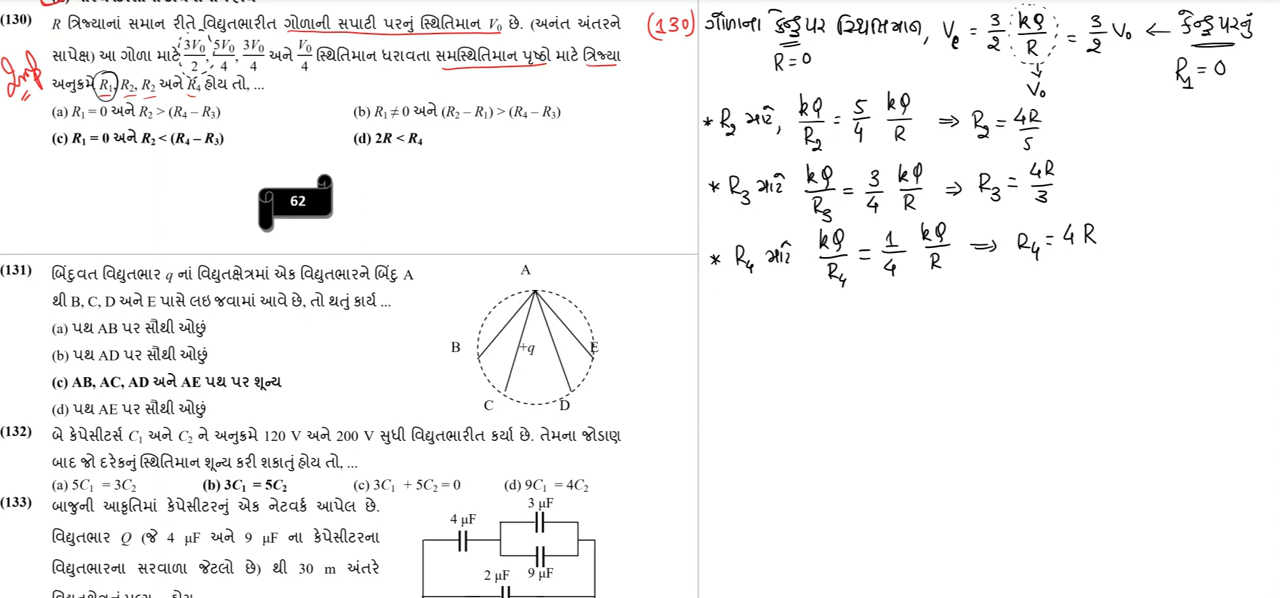 (130) R ત્રિજ્યાનાં સમાન રીતે વિદ્યુતભારીત ગોળાની સપાટી પરનું સ્થિતિમાન V₀ છે. (અનંત અંતરને
સાપેક્ષ) આ ગોળા માટે 3V₀/2, 5V₀/4, 3V₀/4 અને V₀/4 સ્થિતિમાન ધરાવતા સમસ્થિતિમાન પૃષ્ઠો માટે ત્રિજ્યા
Imp અનુક્રમે R₁, R₂, R₂ અને R₄ હોય તો, ...
(a) R₁ = 0 અને R₂ > (R₄ – R₃) (b) R₁ ≠ 0 અને (R₂ – R₁) > (R₄ – R₃)
(c) R₁ = 0 અને R₂ < (R₄ – R₃) (d) 2R < R₄
62
(131) બિંદુવત વિદ્યુતભાર q નાં વિદ્યુતક્ષેત્રમાં એક વિદ્યુતભારને બિંદુ A
થી B, C, D અને E પાસે લઇ જવામાં આવે છે, તો થતું કાર્ય ...
(a) પથ AB પર સૌથી ઓછું
(b) પથ AD પર સૌથી ઓછું
(c) AB, AC, AD અને AE પથ પર શૂન્ય
(d) પથ AE પર સૌથી ઓછું
A
B
+q
E
C
D
(132) બે કેપેસીટર્સ C₁ અને C₂ ને અનુક્રમે 120 V અને 200 V સુધી વિદ્યુતભારીત કર્યા છે. તેમના જોડાણ
બાદ જો દરેકનું સ્થિતિમાન શૂન્ય કરી શકાતું હોય તો, ...
(a) 5C₁ = 3C₂ (b) 3C₁ = 5C₂ (c) 3C₁ + 5C₂ = 0 (d) 9C₁ = 4C₂
(133) બાજુની આકૃતિમાં કેપેસીટરનું એક નેટવર્ક આપેલ છે.
વિદ્યુતભાર Q (જે 4 μF અને 9 μF ના કેપેસીટરના
વિદ્યુતભારના સરવાળા જેટલો છે) થી 30 m અંતરે
3 μF
4 μF
9 μF
2 μF
(130) ગોળાના કેન્દ્ર પર સ્થિતિમાન, Vc = 3/2 kQ/R = 3/2 V₀ ← કેન્દ્ર પરનું
R = 0
↓
V₀
R₁ = 0
* R₂ માટે, kQ/R₂ = 5/4 kQ/R ⇒ R₂ = 4R/5
* R₃ માટે kQ/R₃ = 3/4 kQ/R ⇒ R₃ = 4R/3
* R₄ માટે kQ/R₄ = 1/4 kQ/R ⇒ R₄ = 4R